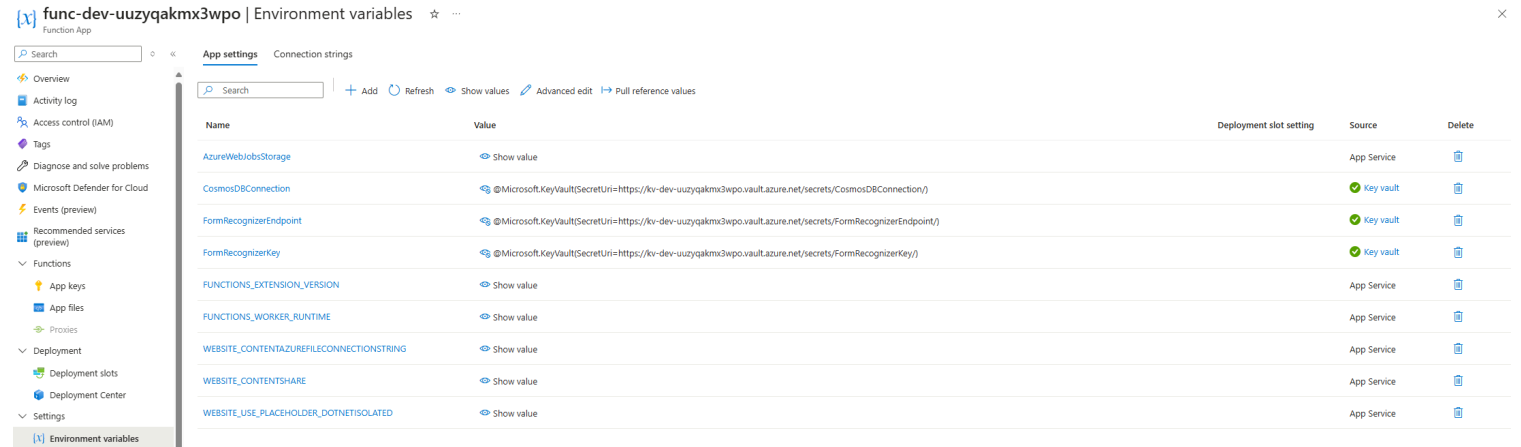 func-dev-uuzyqakmx3wpo | Environment variables
Function App
Search
Overview
Activity log
Access control (IAM)
Tags
Diagnose and solve problems
Microsoft Defender for Cloud
Events (preview)
Recommended services
(preview)
Functions
App keys
App files
Proxies
Deployment
Deployment slots
Deployment Center
Settings
Environment variables
App settings Connection strings
Search Add Refresh Show values Advanced edit Pull reference values
Name Value Deployment slot setting Source Delete
AzureWebJobsStorage Show value App Service
CosmosDBConnection @Microsoft.KeyVault(SecretUri=https://kv-dev-uuzyqakmx3wpo.vault.azure.net/secrets/CosmosDBConnection/) Key vault
FormRecognizerEndpoint @Microsoft.KeyVault(SecretUri=https://kv-dev-uuzyqakmx3wpo.vault.azure.net/secrets/FormRecognizerEndpoint/) Key vault
FormRecognizerKey @Microsoft.KeyVault(SecretUri=https://kv-dev-uuzyqakmx3wpo.vault.azure.net/secrets/FormRecognizerKey/) Key vault
FUNCTIONS_EXTENSION_VERSION Show value App Service
FUNCTIONS_WORKER_RUNTIME Show value App Service
WEBSITE_CONTENTAZUREFILECONNECTIONSTRING Show value App Service
WEBSITE_CONTENTSHARE Show value App Service
WEBSITE_USE_PLACEHOLDER_DOTNETISOLATED Show value App Service